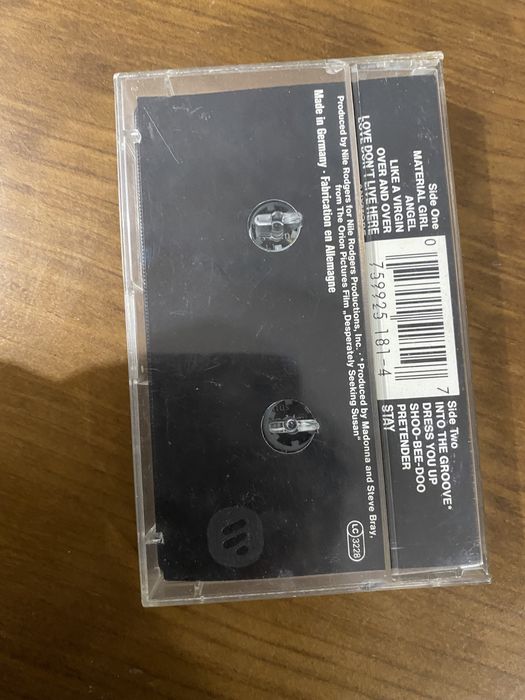 Side One
MATERIAL GIRL
ANGEL
LIKE A VIRGIN
OVER AND OVER
LOVE DON'T LIVE HERE
0 759925 181-4 7
Side Two
INTO THE GROOVE*
DRESS YOU UP
SHOO-BEE-DOO
PRETENDER
STAY
Produced by Nile Rodgers for Nile Rodgers Productions, Inc. · *Produced by Madonna and Steve Bray,
from The Orion Pictures Film „Desperately Seeking Susan“
Made in Germany · Fabrication en Allemagne
LC 3228